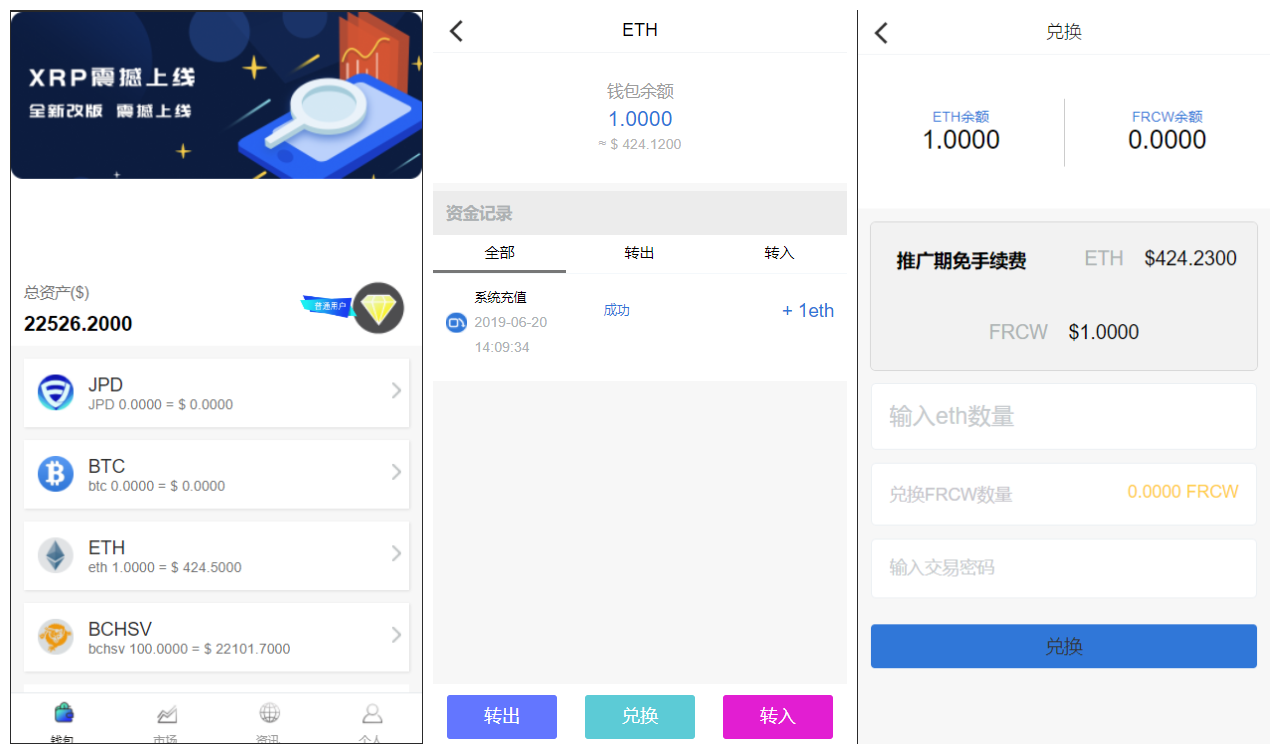 XRP震撼上线
全新改版 震撼上线
总资产($)
普通用户
22526.2000
JPD
JPD 0.0000 = $ 0.0000
BTC
btc 0.0000 = $ 0.0000
ETH
eth 1.0000 = $ 424.5000
BCHSV
bchsv 100.0000 = $ 22101.7000
钱包 市场 资讯 个人
ETH
钱包余额
1.0000
≈ $ 424.1200
资金记录
全部 转出 转入
系统充值
2019-06-20
14:09:34
成功
+ 1eth
转出 兑换 转入
兑换
ETH余额 FRCW余额
1.0000 0.0000
推广期免手续费 ETH $424.2300
FRCW $1.0000
输入eth数量
兑换FRCW数量 0.0000 FRCW
输入交易密码
兑换